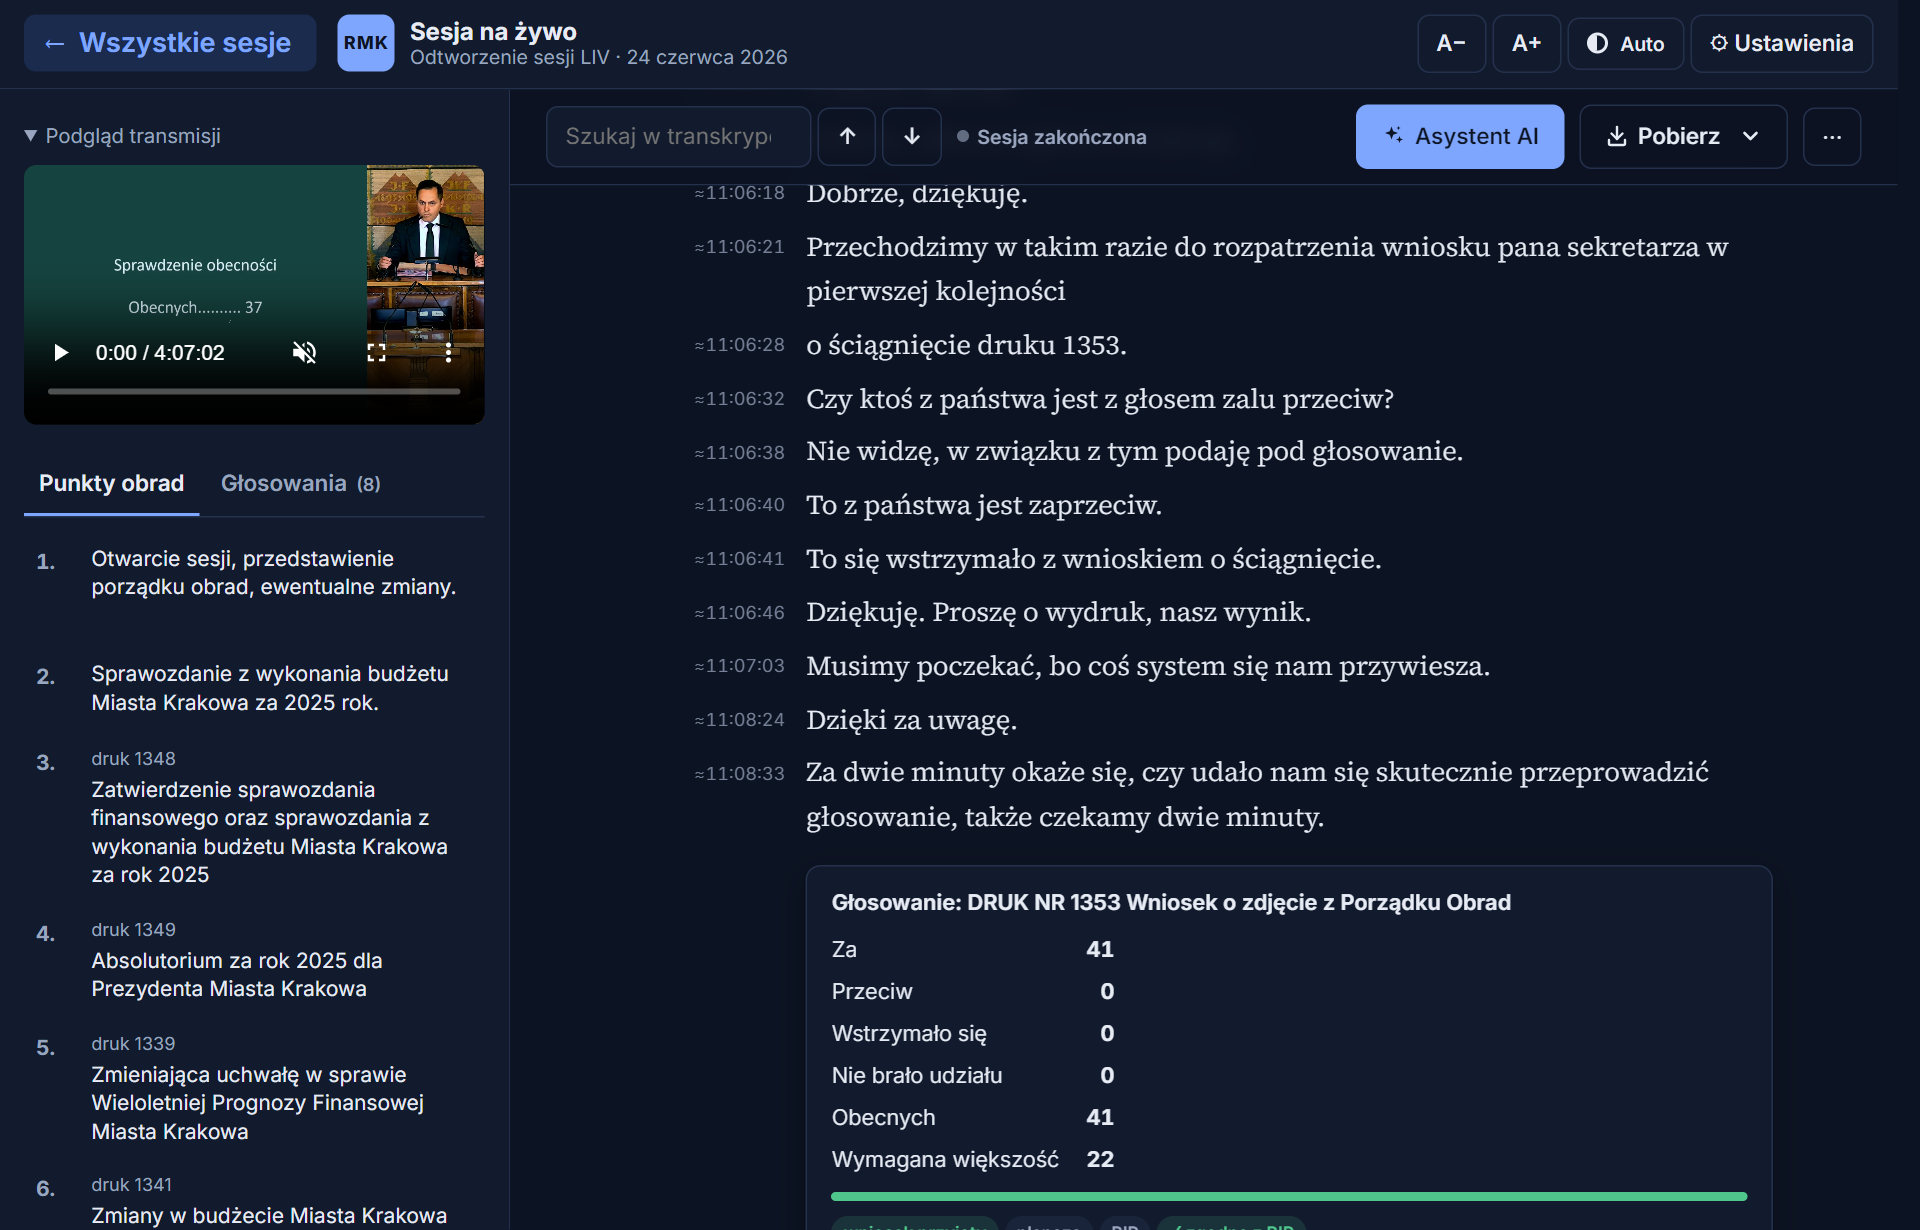 ← Wszystkie sesje
RMK
Sesja na żywo
Odtworzenie sesji LIV · 24 czerwca 2026
A−
A+
Auto
Ustawienia
▼ Podgląd transmisji
Sprawdzenie obecności
Obecnych.......... 37
0:00 / 4:07:02
Punkty obrad
Głosowania (8)
1. Otwarcie sesji, przedstawienie
porządku obrad, ewentualne zmiany.
2. Sprawozdanie z wykonania budżetu
Miasta Krakowa za 2025 rok.
3. druk 1348
Zatwierdzenie sprawozdania
finansowego oraz sprawozdania z
wykonania budżetu Miasta Krakowa
za rok 2025
4. druk 1349
Absolutorium za rok 2025 dla
Prezydenta Miasta Krakowa
5. druk 1339
Zmieniająca uchwałę w sprawie
Wieloletniej Prognozy Finansowej
Miasta Krakowa
6. druk 1341
Zmiany w budżecie Miasta Krakowa
Szukaj w transkrypc
↑
↓
Sesja zakończona
Asystent AI
Pobierz
...
≈11:06:18 Dobrze, dziękuję.
≈11:06:21 Przechodzimy w takim razie do rozpatrzenia wniosku pana sekretarza w
pierwszej kolejności
≈11:06:28 o ściągnięcie druku 1353.
≈11:06:32 Czy ktoś z państwa jest z głosem zalu przeciw?
≈11:06:38 Nie widzę, w związku z tym podaję pod głosowanie.
≈11:06:40 To z państwa jest zaprzeciw.
≈11:06:41 To się wstrzymało z wnioskiem o ściągnięcie.
≈11:06:46 Dziękuję. Proszę o wydruk, nasz wynik.
≈11:07:03 Musimy poczekać, bo coś system się nam przywiesza.
≈11:08:24 Dzięki za uwagę.
≈11:08:33 Za dwie minuty okaże się, czy udało nam się skutecznie przeprowadzić
głosowanie, także czekamy dwie minuty.
Głosowanie: DRUK NR 1353 Wniosek o zdjęcie z Porządku Obrad
Za 41
Przeciw 0
Wstrzymało się 0
Nie brało udziału 0
Obecnych 41
Wymagana większość 22